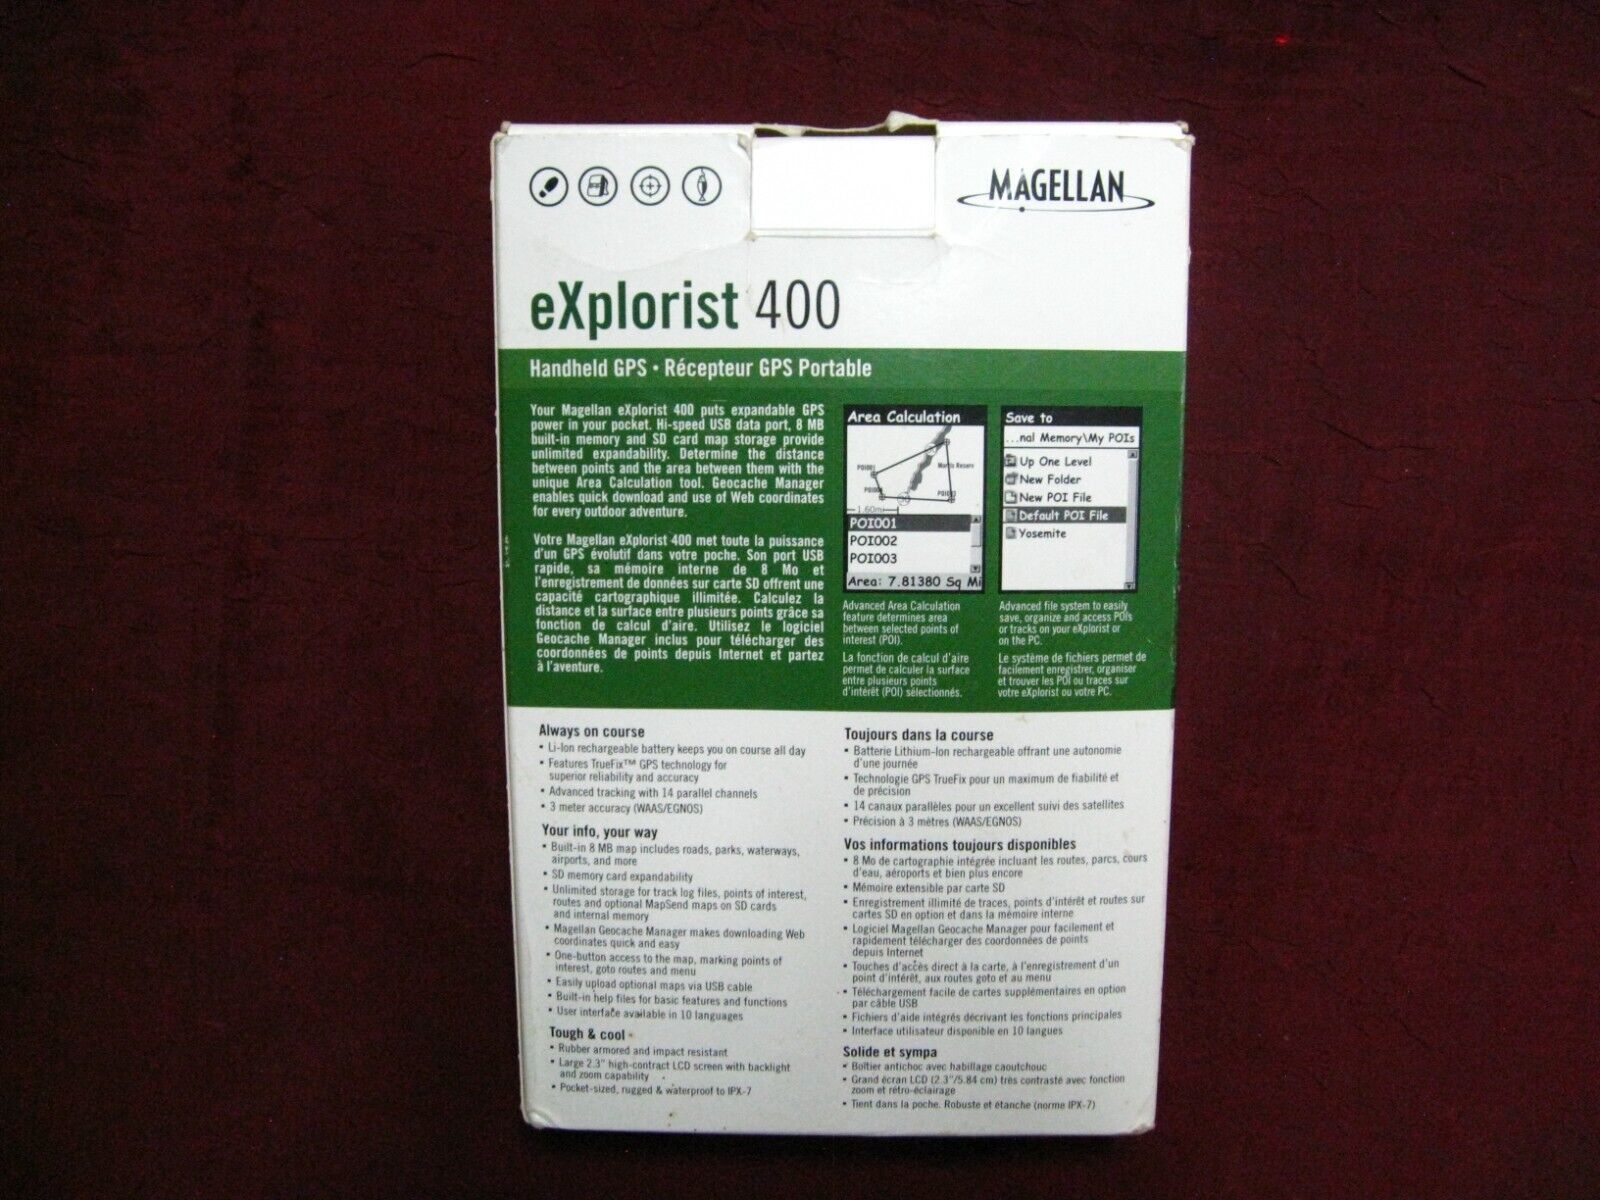 MAGELLAN
eXplorist 400
Handheld GPS • Récepteur GPS Portable
Your Magellan eXplorist 400 puts expandable GPS
power in your pocket. Hi-speed USB data port, 8 MB
built-in memory and SD card map storage provide
unlimited expandability. Determine the distance
between points and the area between them with the
unique Area Calculation tool. Geocache Manager
enables quick download and use of Web coordinates
for every outdoor adventure.
Votre Magellan eXplorist 400 met toute la puissance
d'un GPS évolutif dans votre poche. Son port USB
rapide, sa mémoire interne de 8 Mo et
l'enregistrement de données sur carte SD offrent une
capacité cartographique illimitée. Calculez la
distance et la surface entre plusieurs points grâce sa
fonction de calcul d'aire. Utilisez le logiciel
Geocache Manager inclus pour télécharger des
coordonnées de points depuis Internet et partez
à l'aventure.
Area Calculation
POI001
1.60mi
POI001
POI002
POI003
Area: 7.81380 Sq Mi
Advanced Area Calculation
feature determines area
between selected points of
interest (POI).
La fonction de calcul d'aire
permet de calculer la surface
entre plusieurs points
d'intérêt (POI) sélectionnés.
Save to
...nal Memory\My POIs
Up One Level
New Folder
New POI File
Default POI File
Yosemite
Advanced file system to easily
save, organize and access POIs
or tracks on your eXplorist or
on the PC.
Le système de fichiers permet de
facilement enregistrer, organiser
et trouver les POI ou traces sur
votre eXplorist ou votre PC.
Always on course
• Li-Ion rechargeable battery keeps you on course all day
• Features TrueFix™ GPS technology for
superior reliability and accuracy
• Advanced tracking with 14 parallel channels
• 3 meter accuracy (WAAS/EGNOS)
Your info, your way
• Built-in 8 MB map includes roads, parks, waterways,
airports, and more
• SD memory card expandability
• Unlimited storage for track log files, points of interest,
routes and optional MapSend maps on SD cards
and internal memory
• Magellan Geocache Manager makes downloading Web
coordinates quick and easy
• One-button access to the map, marking points of
interest, goto routes and menu
• Easily upload optional maps via USB cable
• Built-in help files for basic features and functions
• User interface available in 10 languages
Tough & cool
• Rubber armored and impact resistant
• Large 2.3" high-contract LCD screen with backlight
and zoom capability
• Pocket-sized, rugged & waterproof to IPX-7
Toujours dans la course
• Batterie Lithium-Ion rechargeable offrant une autonomie
d'une journée
• Technologie GPS TrueFix pour un maximum de fiabilité et
de précision
• 14 canaux parallèles pour un excellent suivi des satellites
• Précision à 3 mètres (WAAS/EGNOS)
Vos informations toujours disponibles
• 8 Mo de cartographie intégrée incluant les routes, parcs, cours
d'eau, aéroports et bien plus encore
• Mémoire extensible par carte SD
• Enregistrement illimité de traces, points d'intérêt et routes sur
cartes SD en option et dans la mémoire interne
• Logiciel Magellan Geocache Manager pour facilement et
rapidement télécharger des coordonnées de points
depuis Internet
• Touches d'accès direct à la carte, à l'enregistrement d'un
point d'intérêt, aux routes goto et au menu
• Téléchargement facile de cartes supplémentaires en option
par câble USB
• Fichiers d'aide intégrés décrivant les fonctions principales
• Interface utilisateur disponible en 10 langues
Solide et sympa
• Boîtier antichoc avec habillage caoutchouc
• Grand écran LCD (2.3"/5.84 cm) très contrasté avec fonction
zoom et rétro-éclairage
• Tient dans la poche. Robuste et étanche (norme IPX-7)